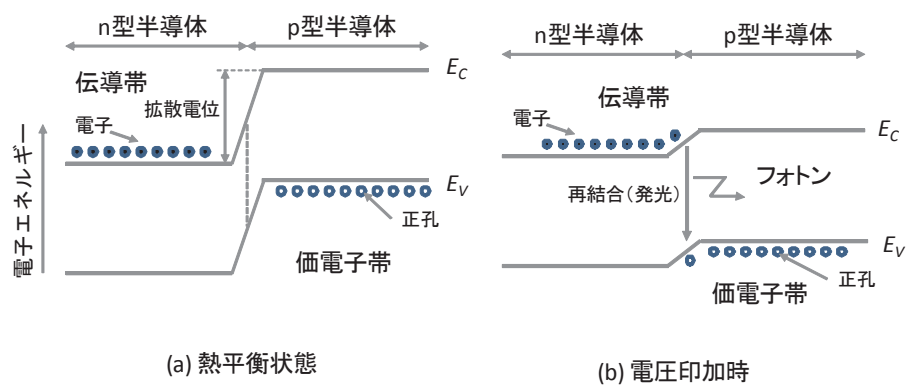 n型半導体
p型半導体
伝導帯
電子
拡散電位
E_C
E_V
正孔
価電子帯
電子エネルギー
(a) 熱平衡状態
n型半導体
p型半導体
伝導帯
電子
E_C
再結合(発光)
フォトン
E_V
正孔
価電子帯
(b) 電圧印加時